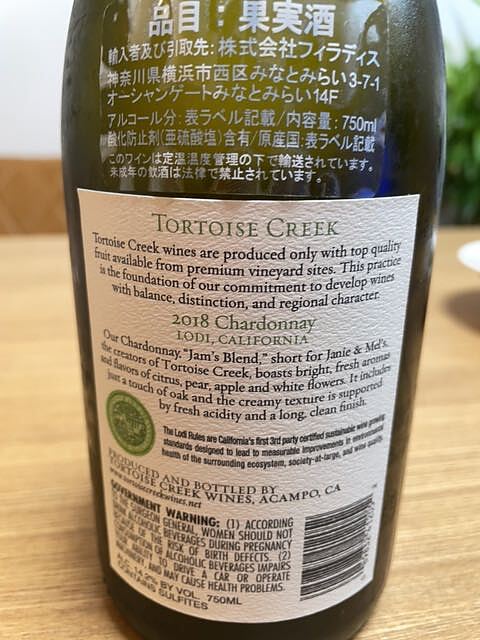 品目：果実酒
輸入者及び引取先：株式会社フィラディス
神奈川県横浜市西区みなとみらい3-7-1
オーシャンゲートみなとみらい14F
アルコール分：表ラベル記載/内容量：750ml
酸化防止剤(亜硫酸塩)含有/原産国：表ラベル記載
このワインは定温温度管理の下で輸送されています。
未成年の飲酒は法律で禁止されています。
TORTOISE CREEK
Tortoise Creek wines are produced only with top quality
fruit available from premium vineyard sites. This practice
is the foundation of our commitment to develop wines
with balance, distinction, and regional character.
2018 Chardonnay
LODI, CALIFORNIA
Our Chardonnay, "Jam's Blend," short for Janie & Mel's,
the creators of Tortoise Creek, boasts bright, fresh aromas
and flavors of citrus, pear, apple and white flowers. It includes
just a touch of oak and the creamy texture is supported
by fresh acidity and a long, clean finish.
The Lodi Rules are California's first 3rd party certified sustainable wine growing
standards designed to lead to measurable improvements in environmental
health of the surrounding ecosystem, society-at-large, and wine quality.
PRODUCED AND BOTTLED BY
TORTOISE CREEK WINES, ACAMPO, CA
www.tortoisecreekwines.net
GOVERNMENT WARNING: (1) ACCORDING
SURGEON GENERAL, WOMEN SHOULD NOT
ALCOHOLIC BEVERAGES DURING PREGNANCY
OF THE RISK OF BIRTH DEFECTS. (2)
CONSUMPTION OF ALCOHOLIC BEVERAGES IMPAIRS
ABILITY TO DRIVE A CAR OR OPERATE
AND MAY CAUSE HEALTH PROBLEMS.
14.2% BY VOL. 750ML
CONTAINS SULFITES